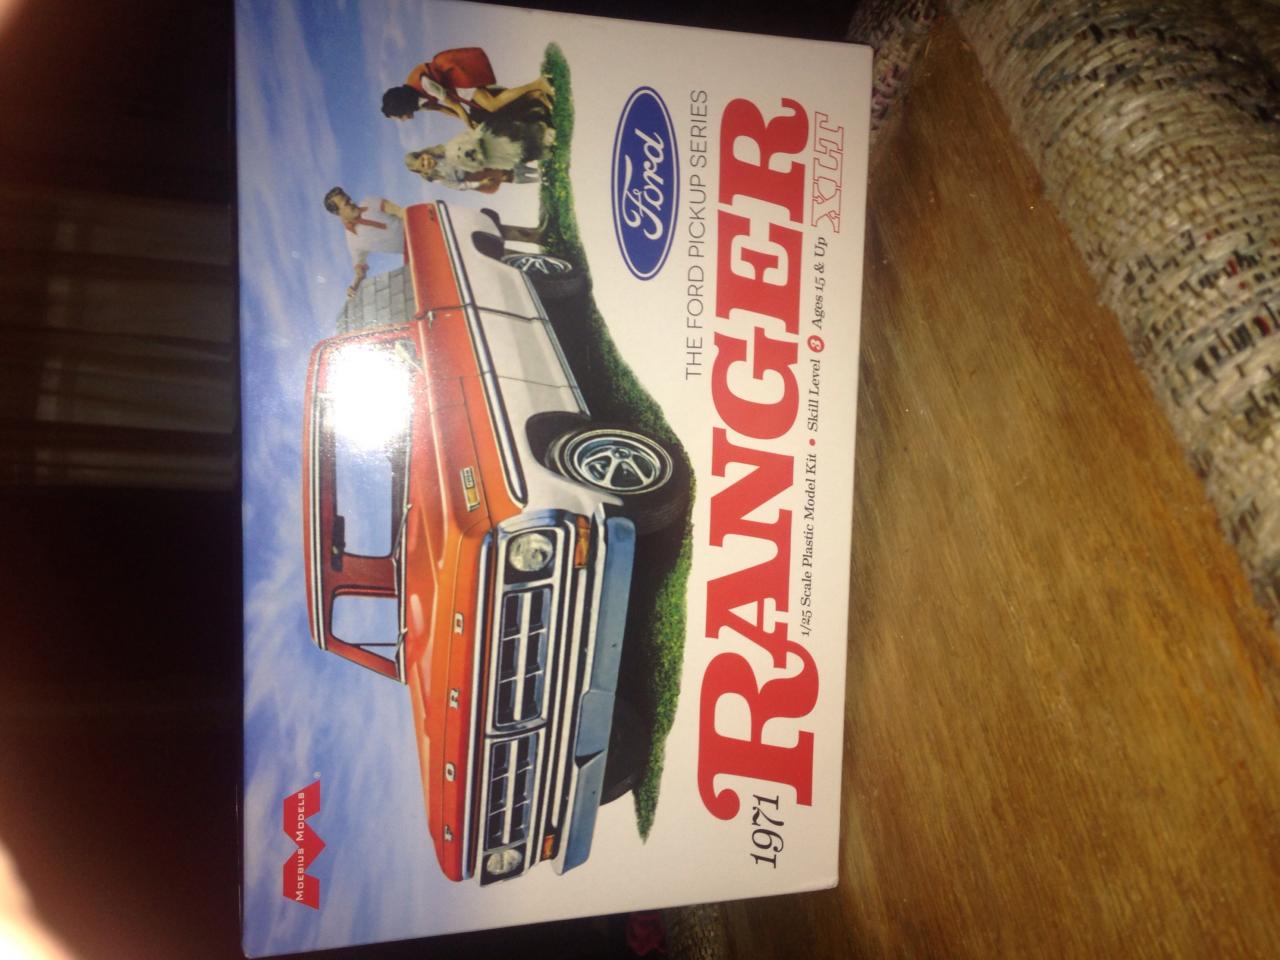 MOEBIUS MODELS
®
F O R D
Ford
THE FORD PICKUP SERIES
1971 RANGER XLT
1/25 Scale Plastic Model Kit • Skill Level 3 Ages 15 & Up